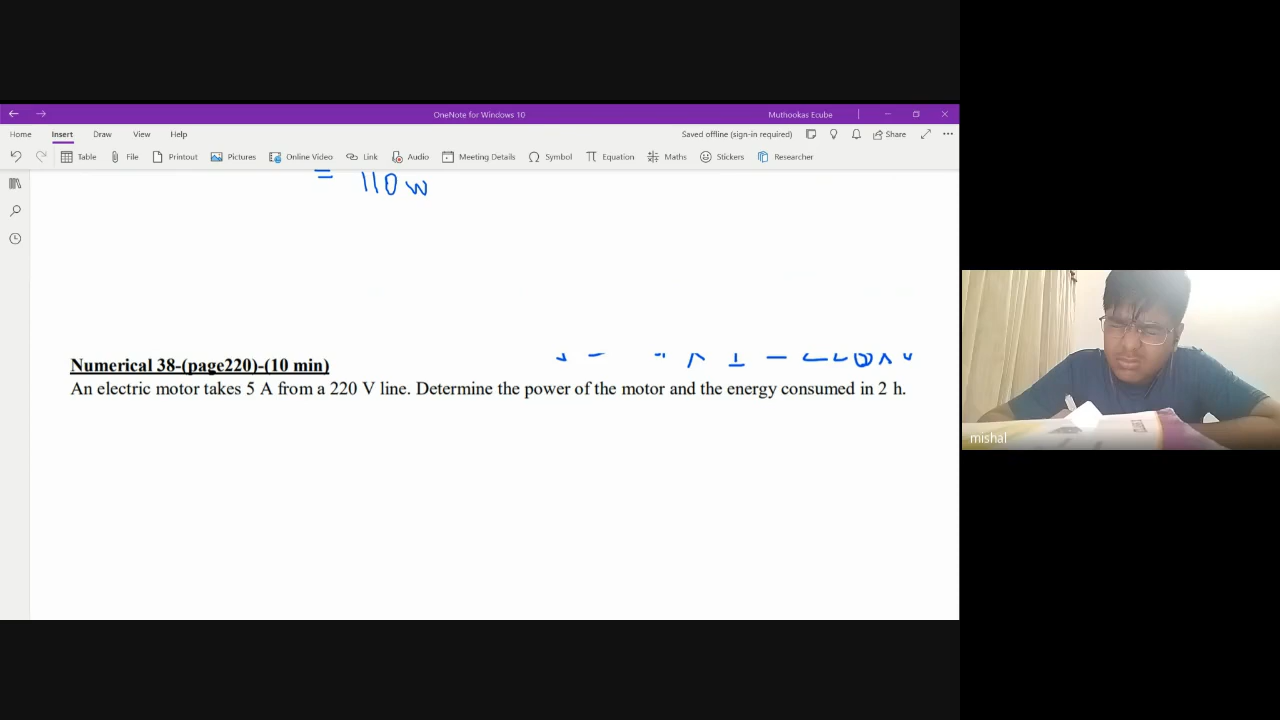 OneNote for Windows 10
Muthookas Ecube
Home Insert Draw View Help
Saved offline (sign-in required)
Share
Table File Printout Pictures Online Video Link Audio Meeting Details Symbol Equation Maths Stickers Researcher
= 110 w
Numerical 38-(page220)-(10 min)
An electric motor takes 5 A from a 220 V line. Determine the power of the motor and the energy consumed in 2 h.
mishal